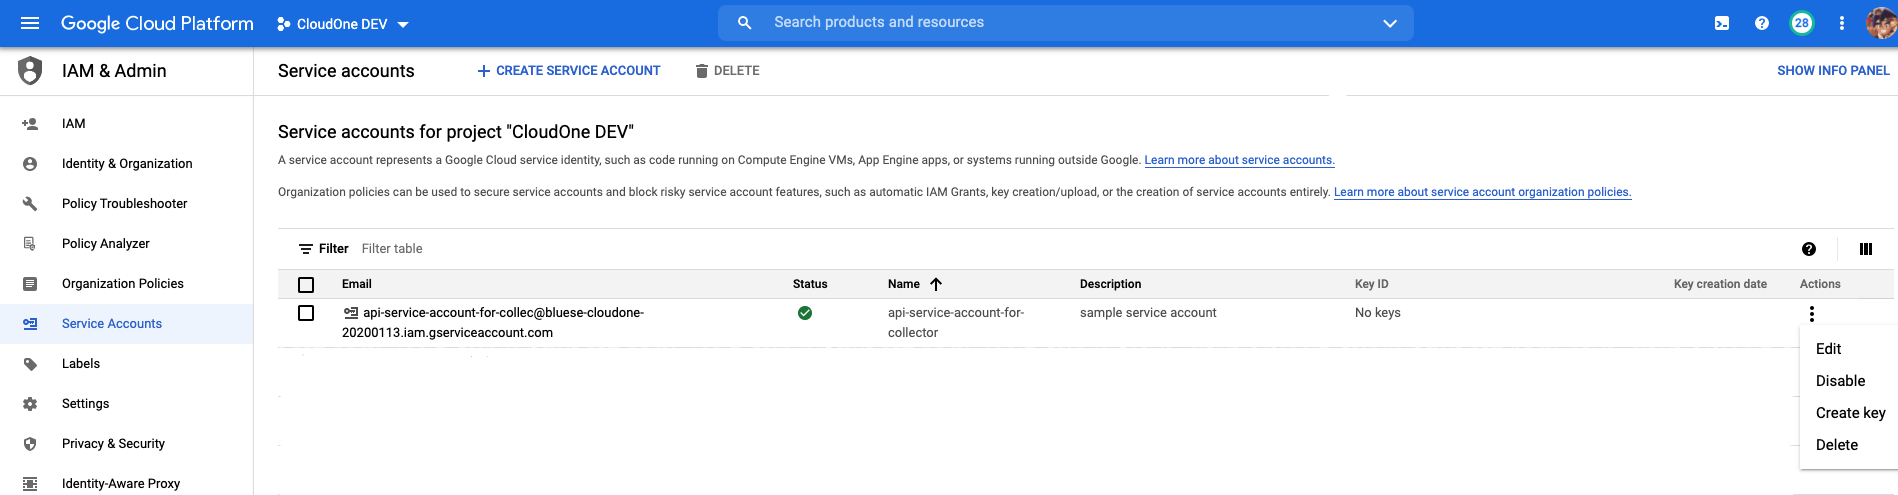 Google Cloud Platform
CloudOne DEV
Search products and resources
28
IAM & Admin
Service accounts
CREATE SERVICE ACCOUNT
DELETE
SHOW INFO PANEL
IAM
Identity & Organization
Policy Troubleshooter
Policy Analyzer
Organization Policies
Service Accounts
Labels
Settings
Privacy & Security
Identity-Aware Proxy
Service accounts for project "CloudOne DEV"
A service account represents a Google Cloud service identity, such as code running on Compute Engine VMs, App Engine apps, or systems running outside Google. Learn more about service accounts.
Organization policies can be used to secure service accounts and block risky service account features, such as automatic IAM Grants, key creation/upload, or the creation of service accounts entirely. Learn more about service account organization policies.
Filter Filter table
Email Status Name Description Key ID Key creation date Actions
api-service-account-for-collec@bluese-cloudone- api-service-account-for- sample service account No keys
20200113.iam.gserviceaccount.com collector
Edit
Disable
Create key
Delete